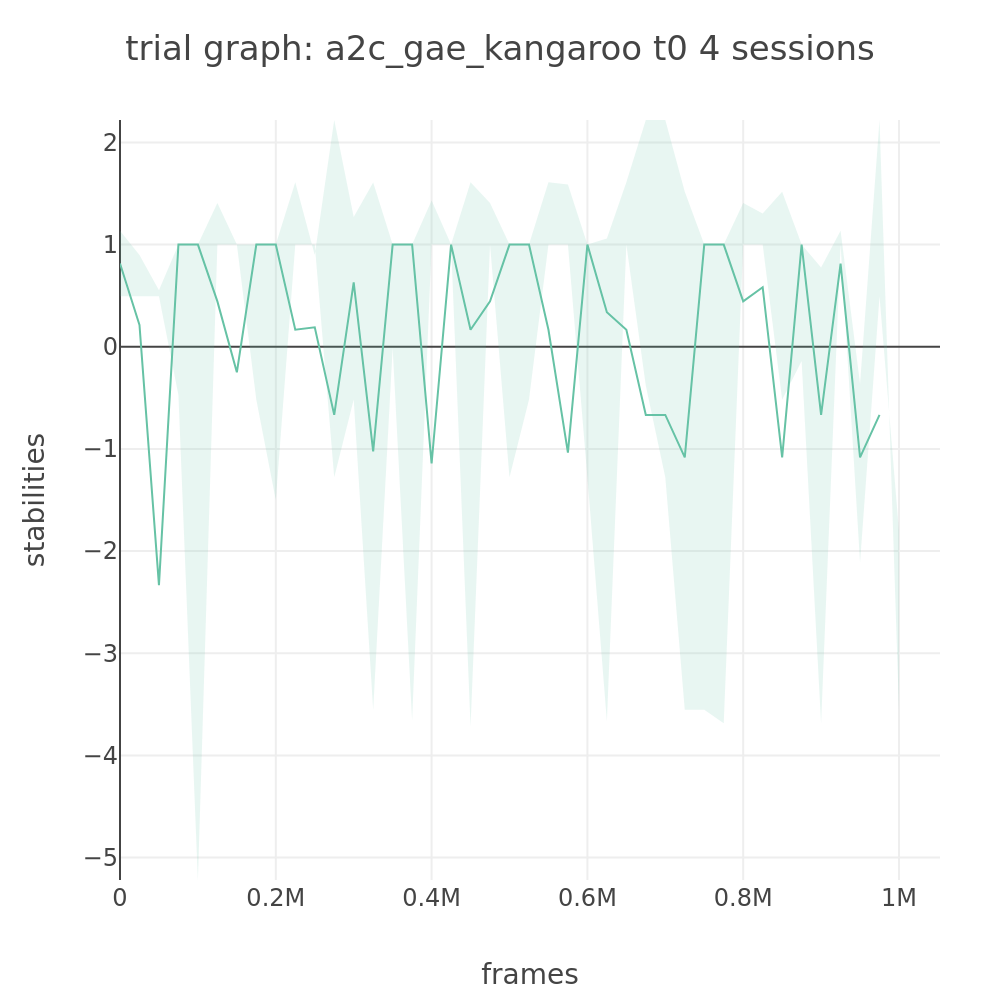 trial graph: a2c_gae_kangaroo t0 4 sessions
2
1
0
−1
−2
−3
−4
−5
stabilities
0
0.2M
0.4M
0.6M
0.8M
1M
frames